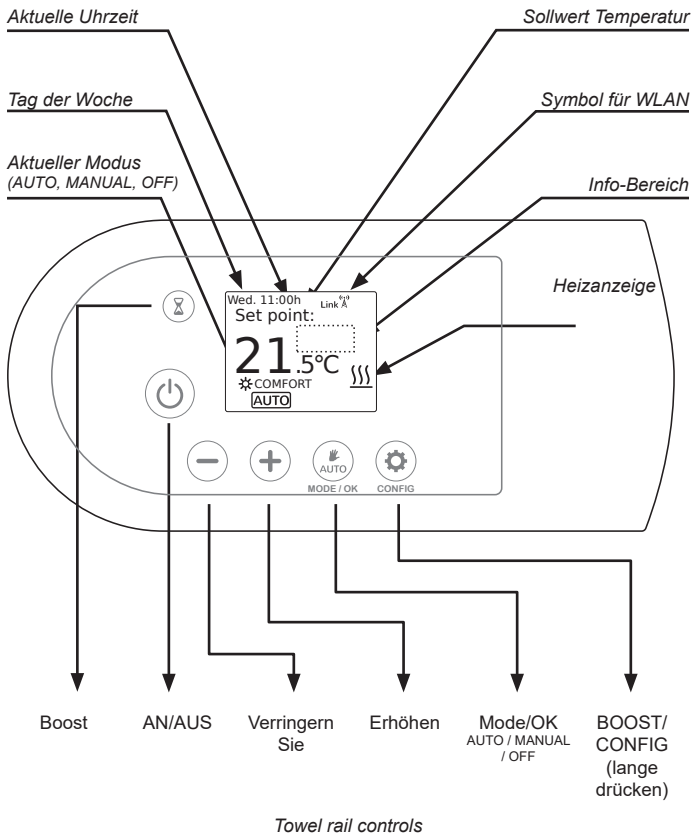 Aktuelle Uhrzeit
Sollwert Temperatur
Tag der Woche
Symbol für WLAN
Aktueller Modus
(AUTO, MANUAL, OFF)
Info-Bereich
Heizanzeige
Wed. 11:00h
Link
Set point:
21.5°C
COMFORT
AUTO
AUTO
MODE / OK
CONFIG
Boost
AN/AUS
Verringern
Sie
Erhöhen
Mode/OK
AUTO / MANUAL
/ OFF
BOOST/
CONFIG
(lange
drücken)
Towel rail controls